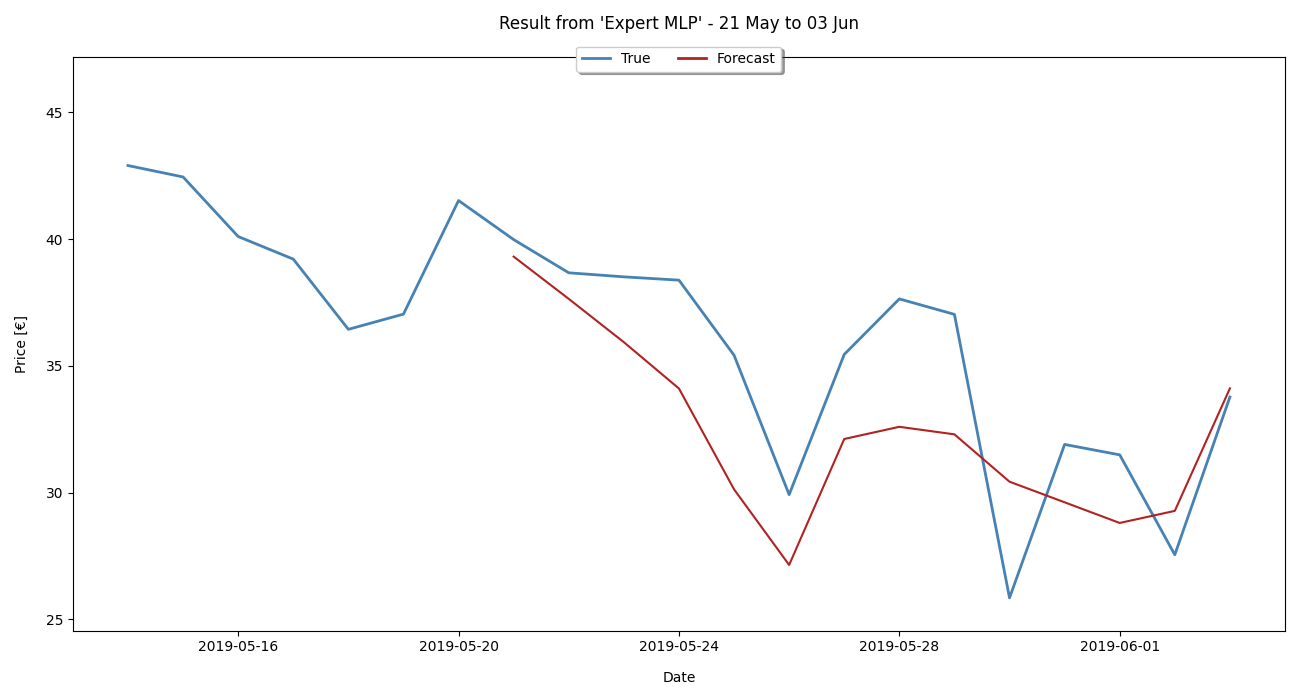 Result from 'Expert MLP' - 21 May to 03 Jun
True Forecast
45
40
35
30
25
Price [€]
2019-05-16 2019-05-20 2019-05-24 2019-05-28 2019-06-01
Date